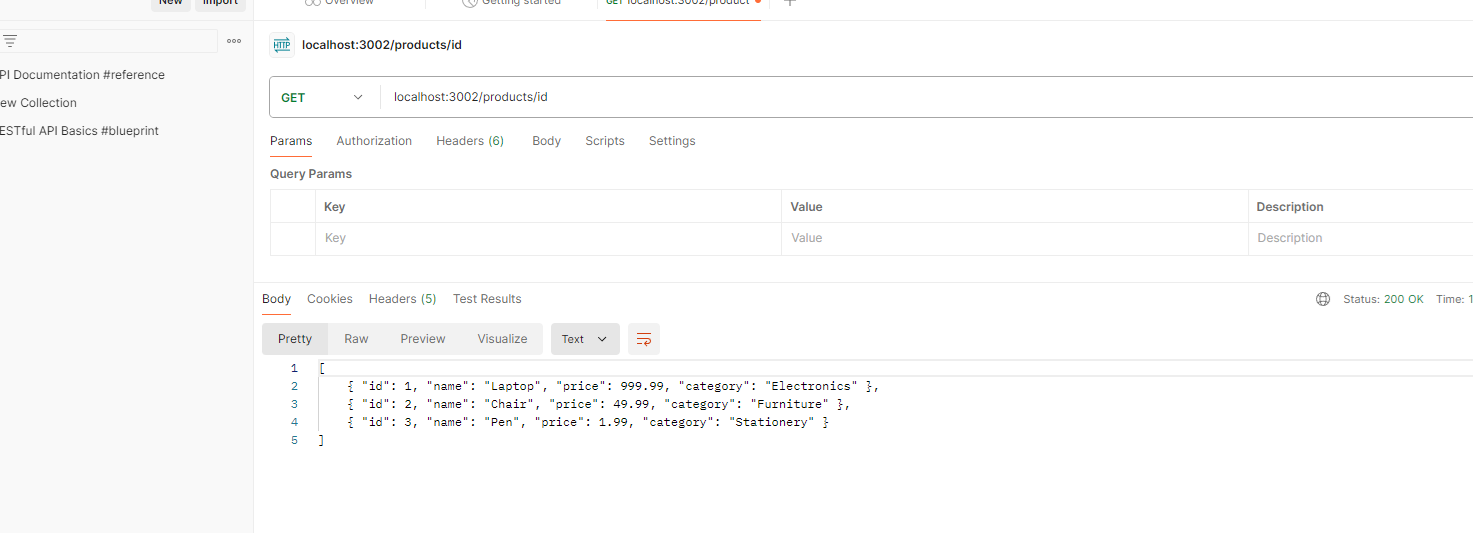 New Import
Overview
Getting started
GET localhost:3002/product
HTTP localhost:3002/products/id
PI Documentation #reference
ew Collection
ESTful API Basics #blueprint
GET localhost:3002/products/id
Params Authorization Headers (6) Body Scripts Settings
Query Params
Key Value Description
Key Value Description
Body Cookies Headers (5) Test Results
Status: 200 OK Time: 1
Pretty Raw Preview Visualize Text
1 [
2 { "id": 1, "name": "Laptop", "price": 999.99, "category": "Electronics" },
3 { "id": 2, "name": "Chair", "price": 49.99, "category": "Furniture" },
4 { "id": 3, "name": "Pen", "price": 1.99, "category": "Stationery" }
5 ]